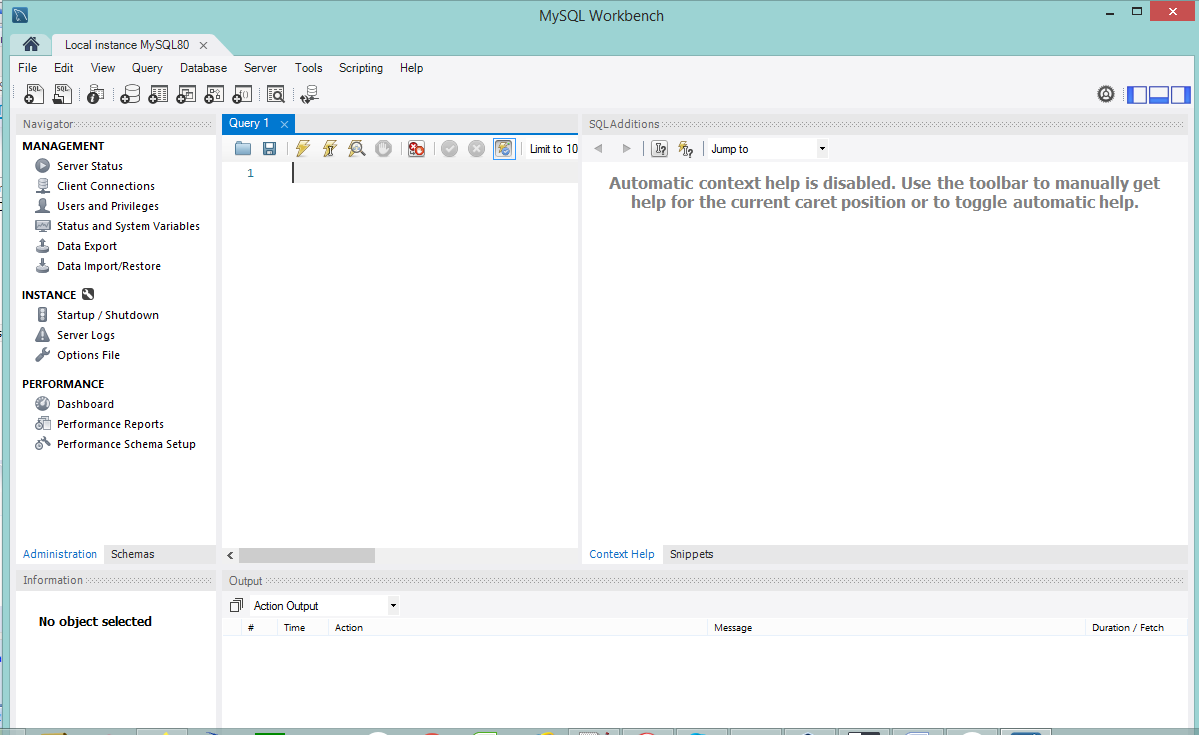 MySQL Workbench
Local instance MySQL80
File Edit View Query Database Server Tools Scripting Help
Navigator
MANAGEMENT
Server Status
Client Connections
Users and Privileges
Status and System Variables
Data Export
Data Import/Restore
INSTANCE
Startup / Shutdown
Server Logs
Options File
PERFORMANCE
Dashboard
Performance Reports
Performance Schema Setup
Administration Schemas
Query 1
Limit to 10
1
SQLAdditions
Jump to
Automatic context help is disabled. Use the toolbar to manually get
help for the current caret position or to toggle automatic help.
Context Help Snippets
Information
No object selected
Output
Action Output
# Time Action Message Duration / Fetch